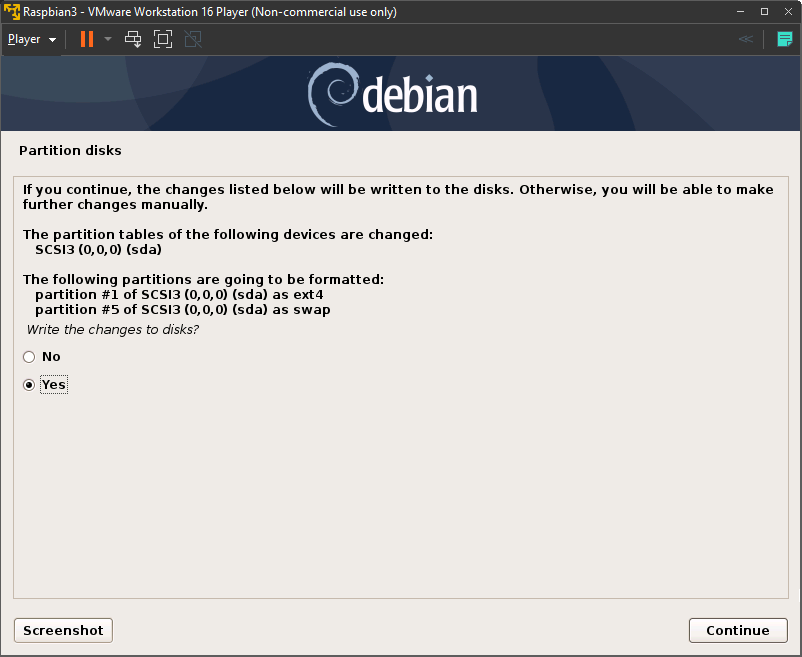 Raspbian3 - VMware Workstation 16 Player (Non-commercial use only)
Player
debian
Partition disks
If you continue, the changes listed below will be written to the disks. Otherwise, you will be able to make
further changes manually.
The partition tables of the following devices are changed:
SCSI3 (0,0,0) (sda)
The following partitions are going to be formatted:
partition #1 of SCSI3 (0,0,0) (sda) as ext4
partition #5 of SCSI3 (0,0,0) (sda) as swap
Write the changes to disks?
No
Yes
Screenshot
Continue